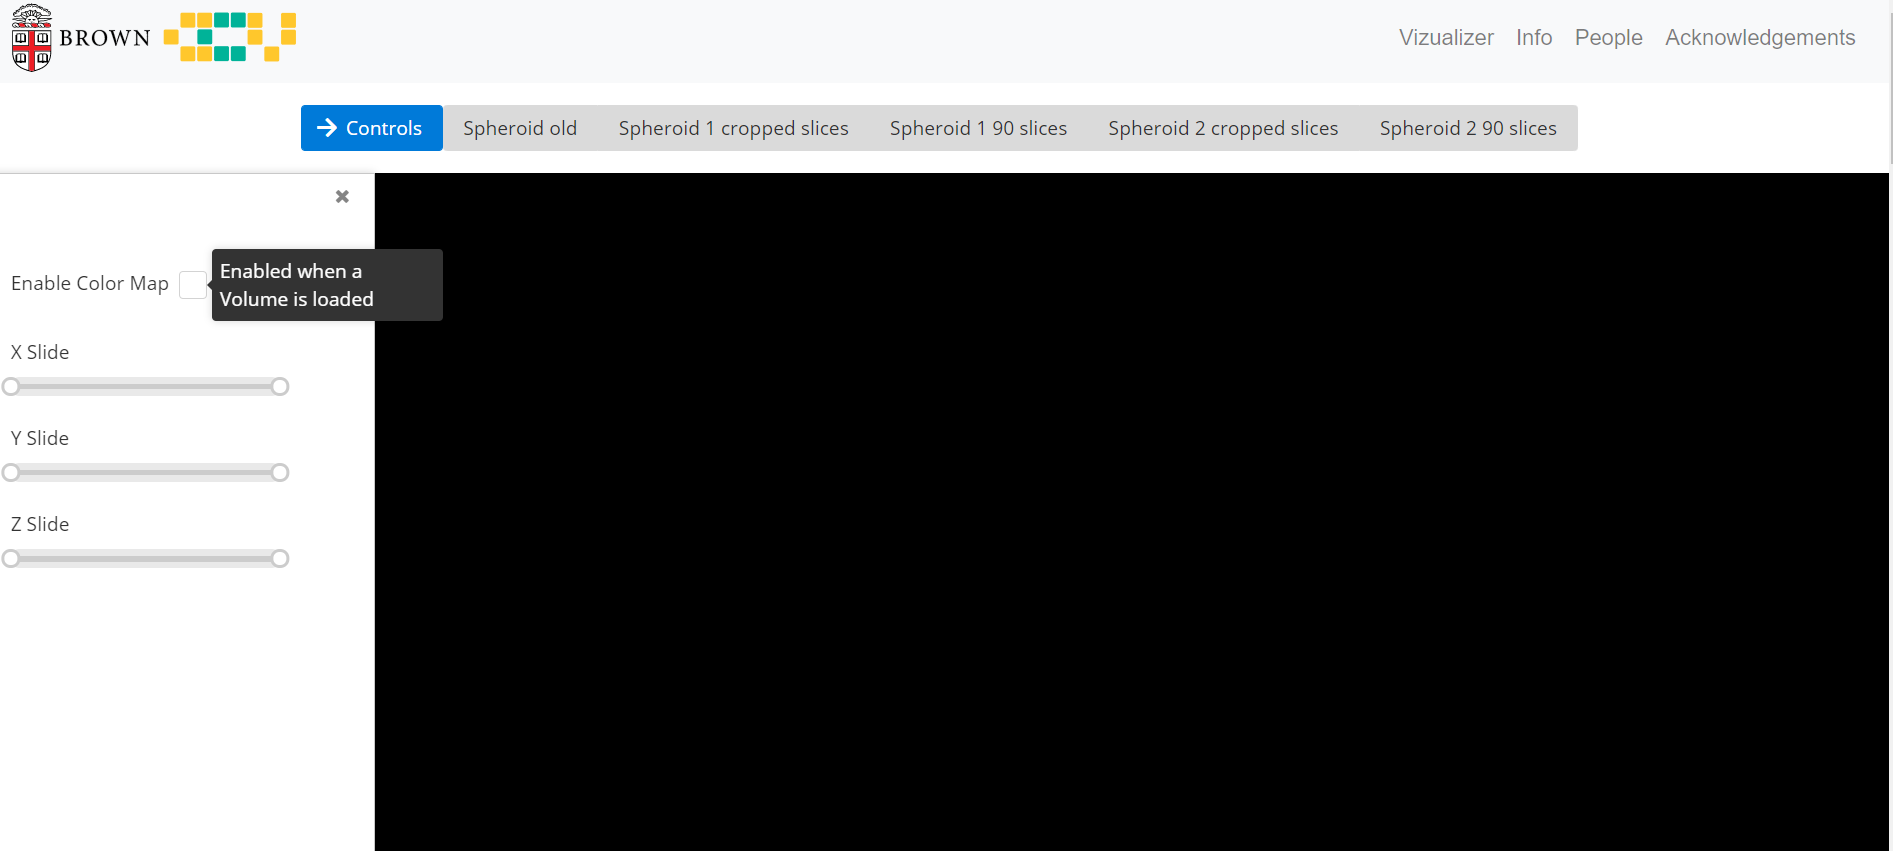 BROWN
Vizualizer Info People Acknowledgements
Controls Spheroid old Spheroid 1 cropped slices Spheroid 1 90 slices Spheroid 2 cropped slices Spheroid 2 90 slices
Enable Color Map
Enabled when a
Volume is loaded
X Slide
Y Slide
Z Slide